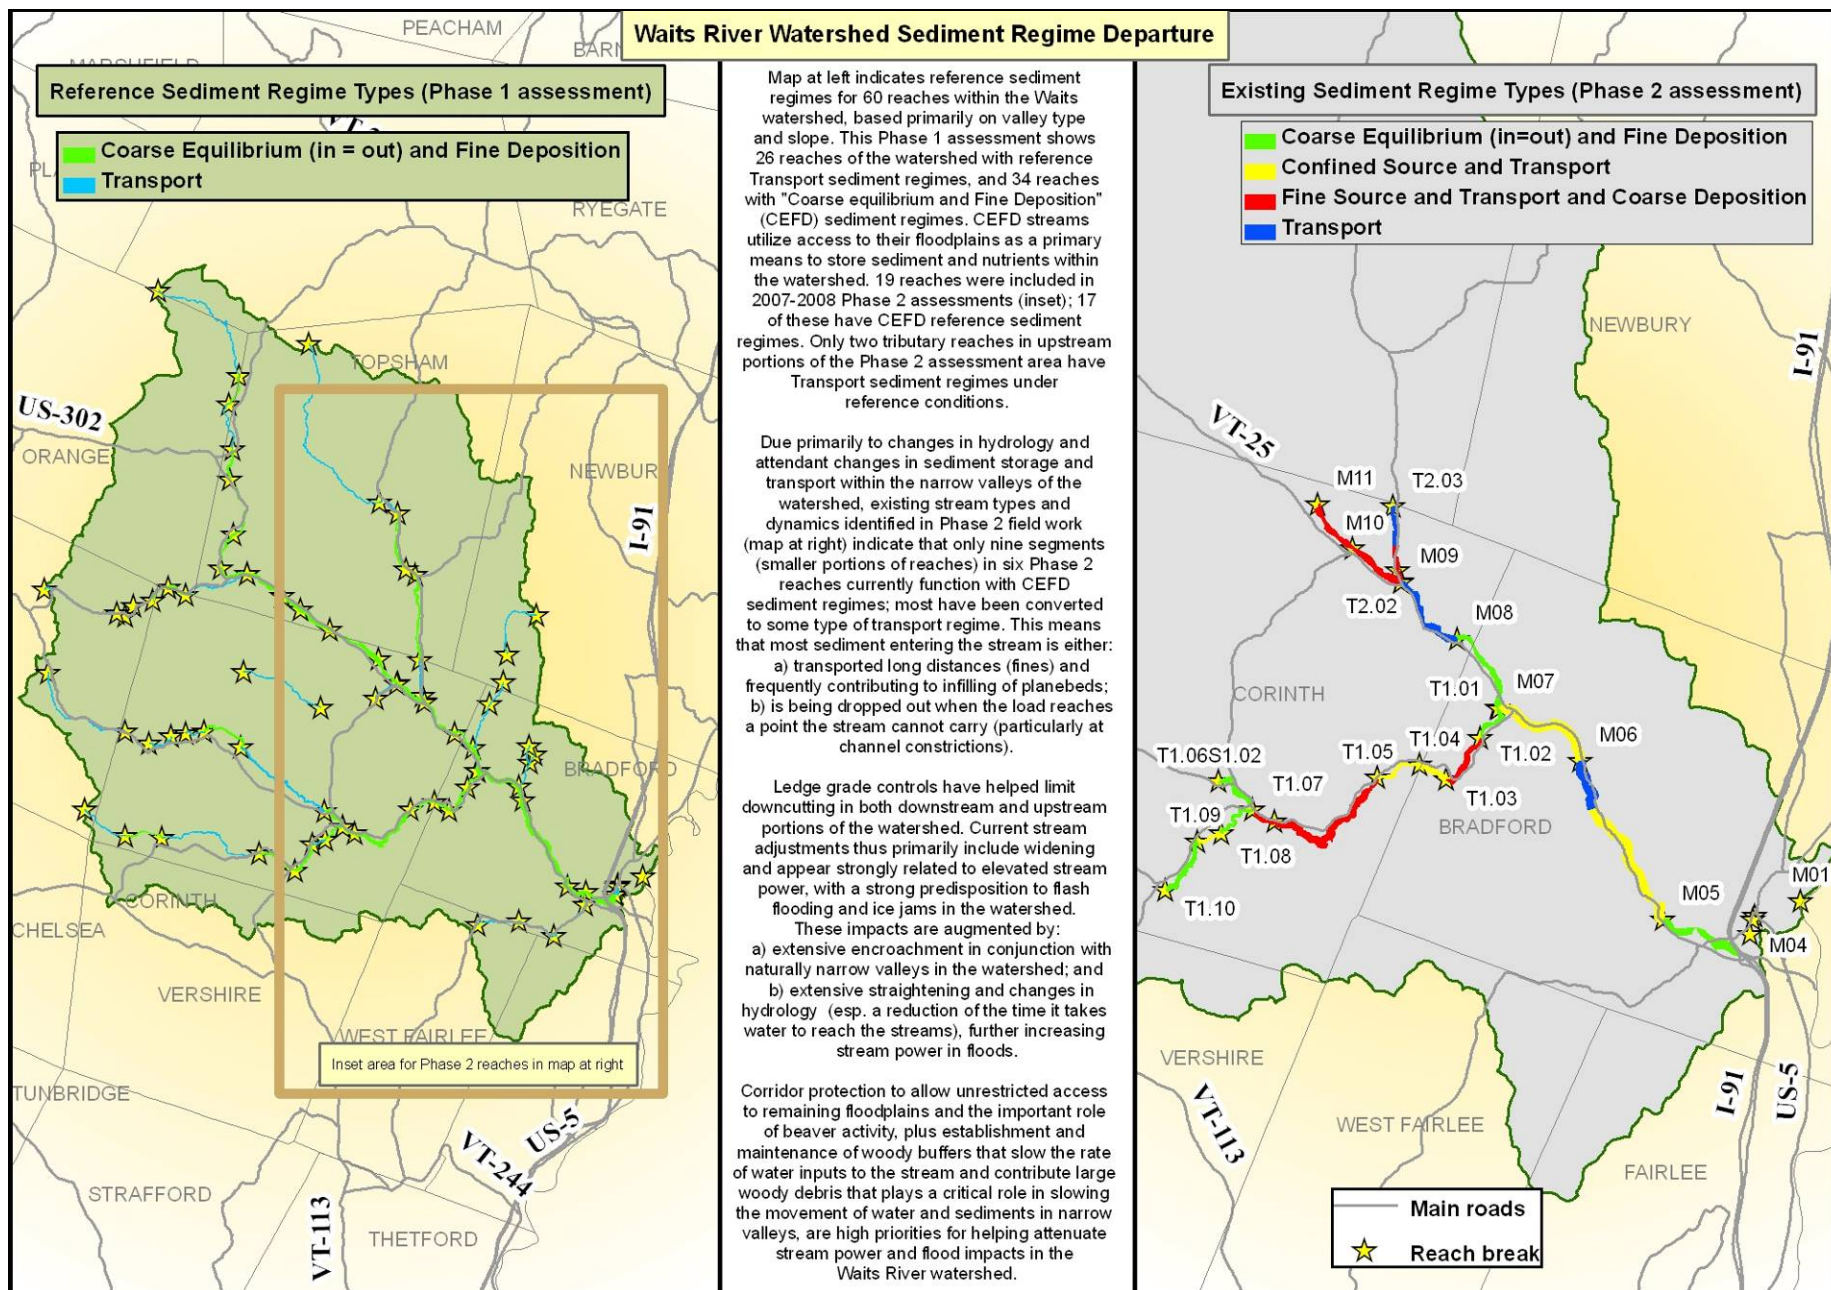 Waits River Watershed Sediment Regime Departure
PEACHAM
BARN
MARSHFIELD
Reference Sediment Regime Types (Phase 1 assessment)
Coarse Equilibrium (in = out) and Fine Deposition
Transport
RYEGATE
TOPSHAM
US-302
ORANGE
NEWBUR
I-91
BRADFORD
CORINTH
CHELSEA
VERSHIRE
WEST FAIRLEE
Inset area for Phase 2 reaches in map at right
TUNBRIDGE
US-5
VT-244
STRAFFORD
VT-113
THETFORD
Map at left indicates reference sediment
regimes for 60 reaches within the Waits
watershed, based primarily on valley type
and slope. This Phase 1 assessment shows
26 reaches of the watershed with reference
Transport sediment regimes, and 34 reaches
with "Coarse equilibrium and Fine Deposition"
(CEFD) sediment regimes. CEFD streams
utilize access to their floodplains as a primary
means to store sediment and nutrients within
the watershed. 19 reaches were included in
2007-2008 Phase 2 assessments (inset); 17
of these have CEFD reference sediment
regimes. Only two tributary reaches in upstream
portions of the Phase 2 assessment area have
Transport sediment regimes under
reference conditions.
Due primarily to changes in hydrology and
attendant changes in sediment storage and
transport within the narrow valleys of the
watershed, existing stream types and
dynamics identified in Phase 2 field work
(map at right) indicate that only nine segments
(smaller portions of reaches) in six Phase 2
reaches currently function with CEFD
sediment regimes; most have been converted
to some type of transport regime. This means
that most sediment entering the stream is either:
a) transported long distances (fines) and
frequently contributing to infilling of planebeds;
b) is being dropped out when the load reaches
a point the stream cannot carry (particularly at
channel constrictions).
Ledge grade controls have helped limit
downcutting in both downstream and upstream
portions of the watershed. Current stream
adjustments thus primarily include widening
and appear strongly related to elevated stream
power, with a strong predisposition to flash
flooding and ice jams in the watershed.
These impacts are augmented by:
a) extensive encroachment in conjunction with
naturally narrow valleys in the watershed; and
b) extensive straightening and changes in
hydrology (esp. a reduction of the time it takes
water to reach the streams), further increasing
stream power in floods.
Corridor protection to allow unrestricted access
to remaining floodplains and the important role
of beaver activity, plus establishment and
maintenance of woody buffers that slow the rate
of water inputs to the stream and contribute large
woody debris that plays a critical role in slowing
the movement of water and sediments in narrow
valleys, are high priorities for helping attenuate
stream power and flood impacts in the
Waits River watershed.
Existing Sediment Regime Types (Phase 2 assessment)
Coarse Equilibrium (in=out) and Fine Deposition
Confined Source and Transport
Fine Source and Transport and Coarse Deposition
Transport
NEWBURY
I-91
VT-25
M11
T2.03
M10
M09
T2.02
M08
CORINTH
T1.01
M07
T1.06S1.02
T1.05
T1.04
T1.02
M06
T1.07
T1.03
T1.09
BRADFORD
T1.08
M01
T1.10
M05
M04
VERSHIRE
VT-113
WEST FAIRLEE
I-91
US-5
FAIRLEE
Main roads
Reach break